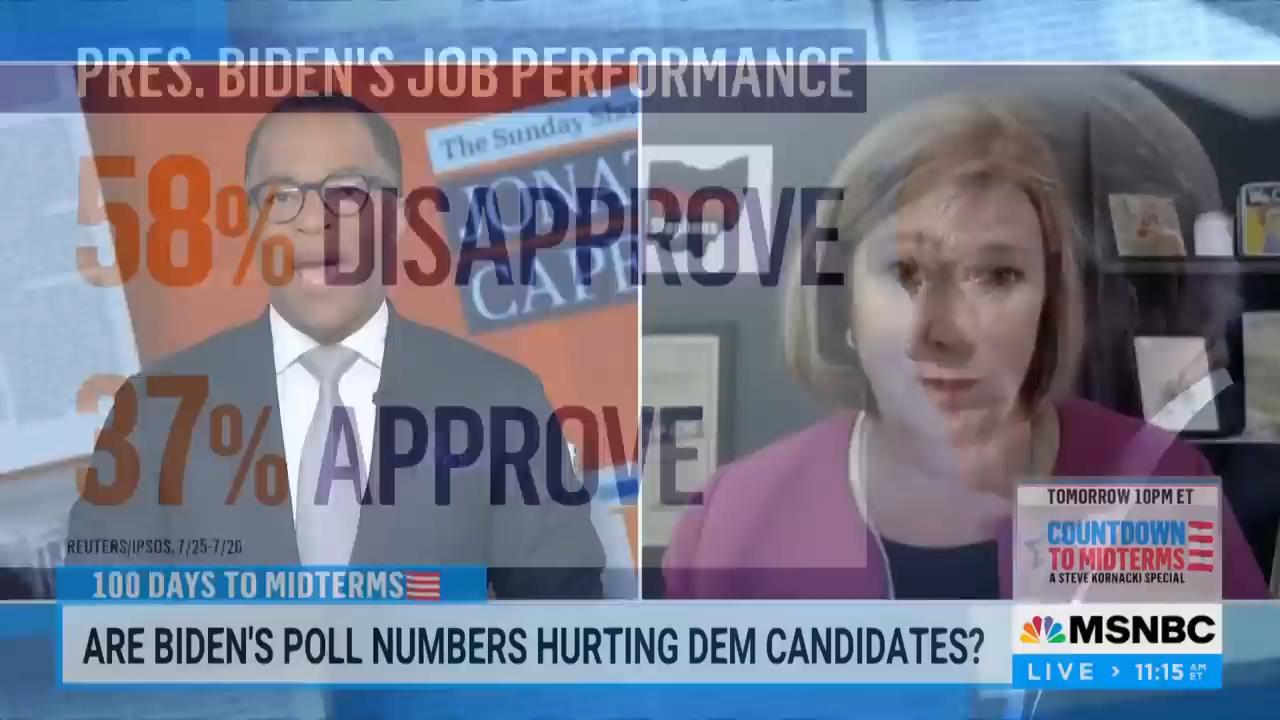 PRES. BIDEN'S JOB PERFORMANCE
The Sunday Show
JONAT
CAPE
58% DISAPPROVE
37% APPROVE
REUTERS/IPSOS, 7/25-7/26
TOMORROW 10PM ET
COUNTDOWN
TO MIDTERMS
A STEVE KORNACKI SPECIAL
100 DAYS TO MIDTERMS
ARE BIDEN'S POLL NUMBERS HURTING DEM CANDIDATES?
MSNBC
LIVE > 11:15 AM ET